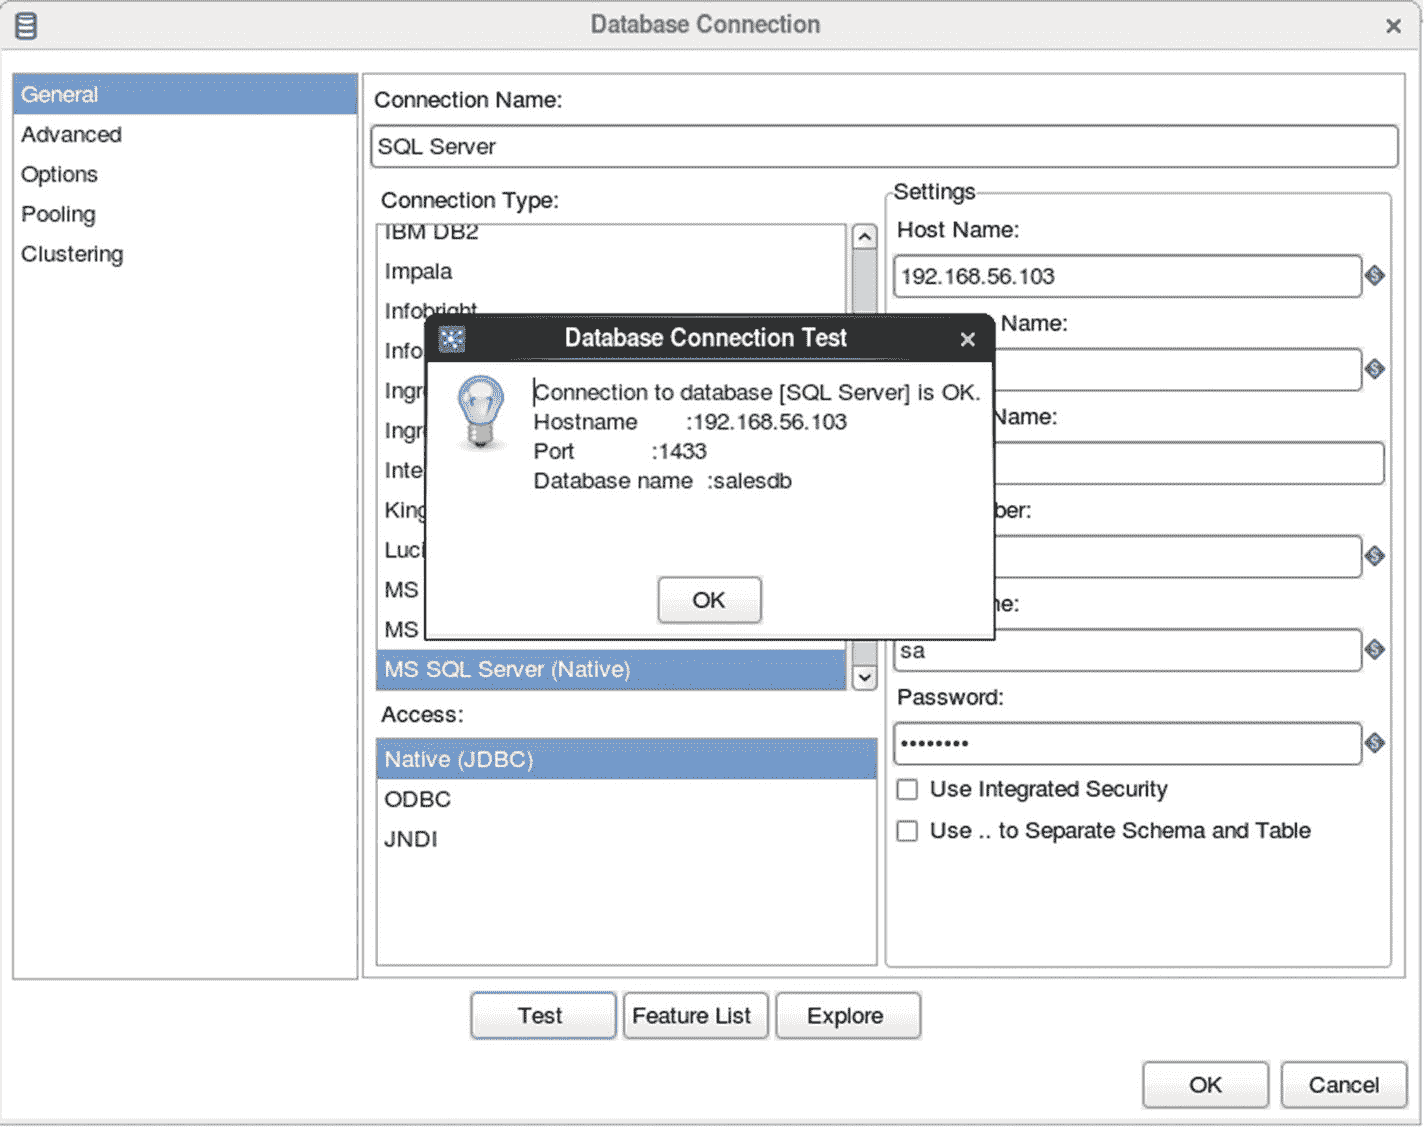 Database Connection
General
Advanced
Options
Pooling
Clustering
Connection Name:
SQL Server
Connection Type:
IBM DB2
Impala
Infobright
Info
Ingr
Ingr
Inte
King
Luci
MS
MS
MS SQL Server (Native)
Access:
Native (JDBC)
ODBC
JNDI
Settings
Host Name:
192.168.56.103
Name:
Name:
ber:
ne:
sa
Password:
••••••••
Use Integrated Security
Use .. to Separate Schema and Table
Database Connection Test
Connection to database [SQL Server] is OK.
Hostname :192.168.56.103
Port :1433
Database name :salesdb
OK
Test
Feature List
Explore
OK
Cancel